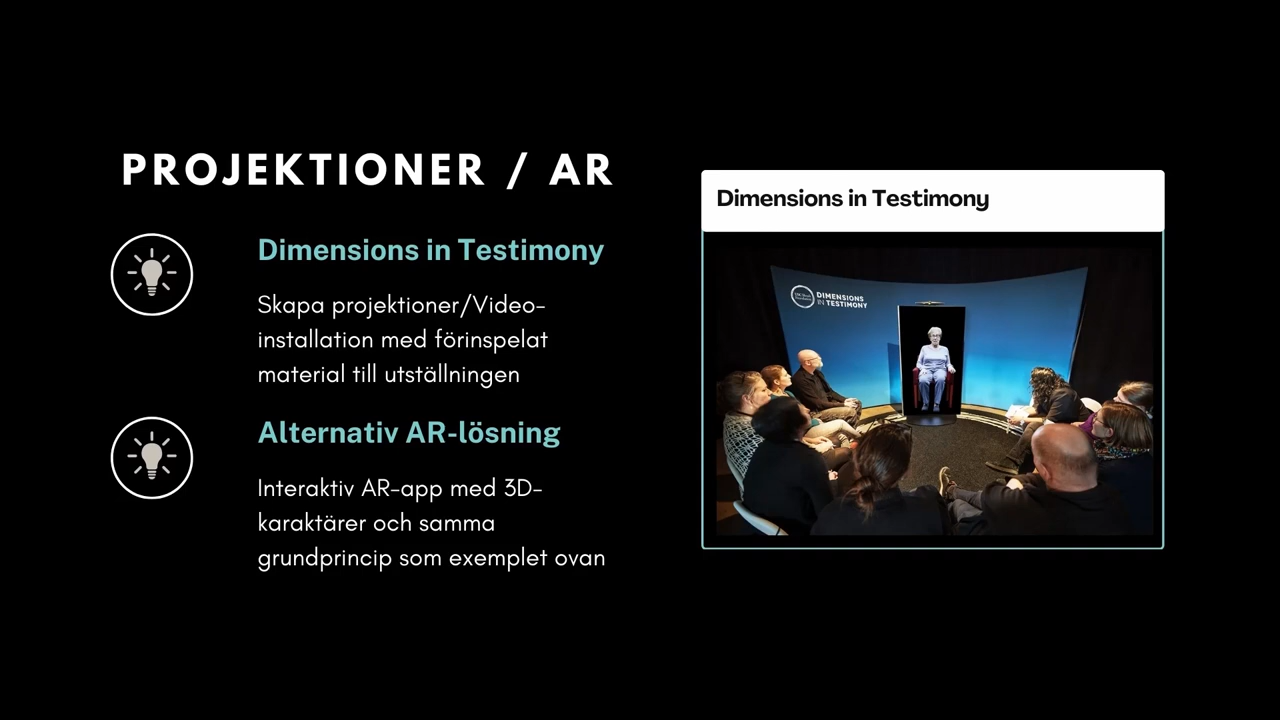 PROJEKTIONER / AR
Dimensions in Testimony
Skapa projektioner/Video-
installation med förinspelat
material till utställningen
Alternativ AR-lösning
Interaktiv AR-app med 3D-
karaktärer och samma
grundprincip som exemplet ovan
Dimensions in Testimony
DIMENSIONS
IN TESTIMONY